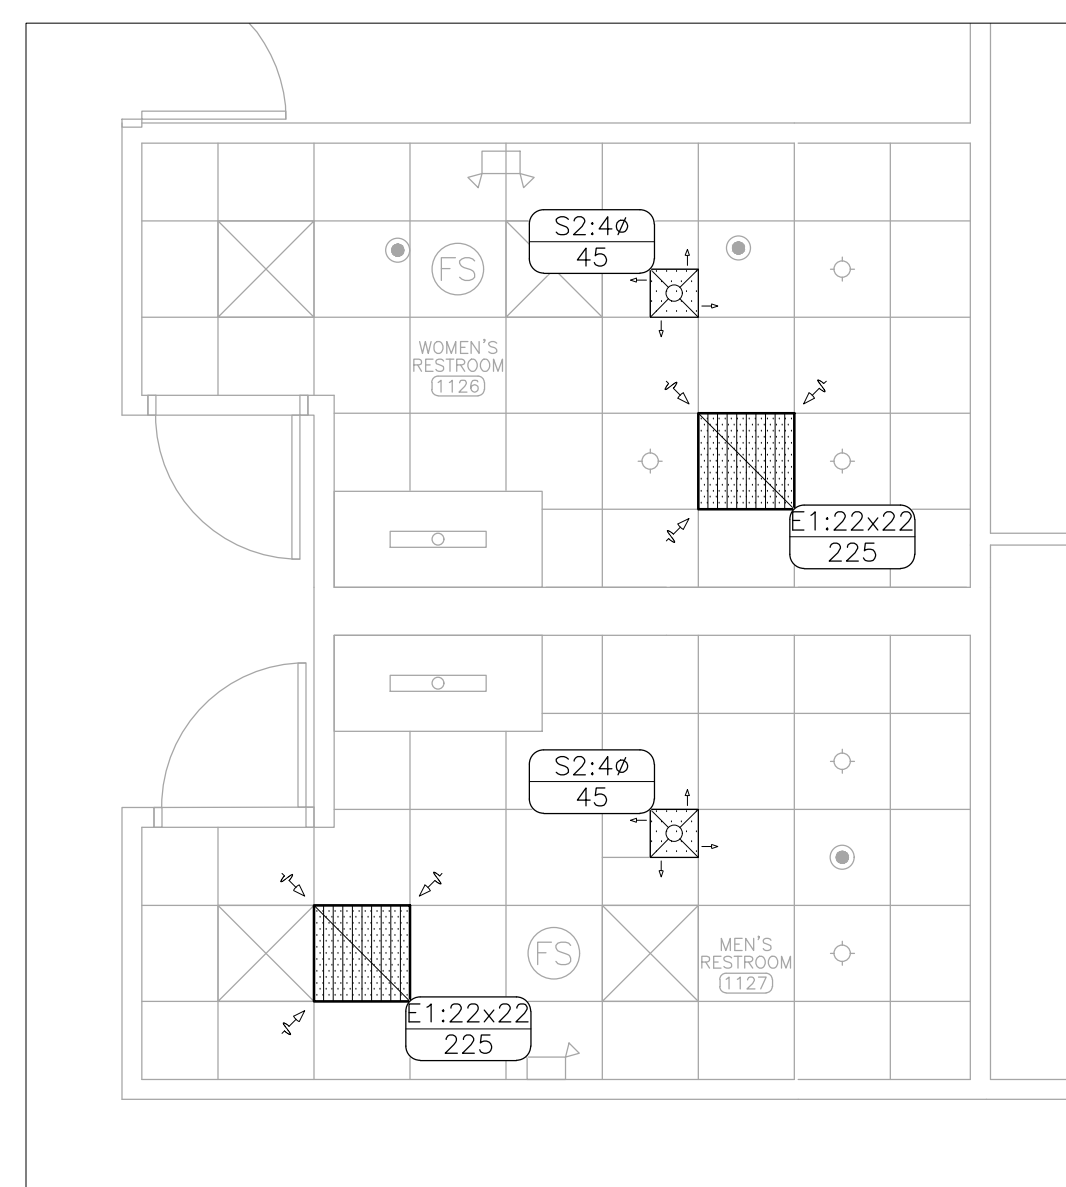 S2:4ø
45
FS
WOMEN'S
RESTROOM
1126
E1:22x22
225
S2:4ø
45
FS
MEN'S
RESTROOM
1127
E1:22x22
225